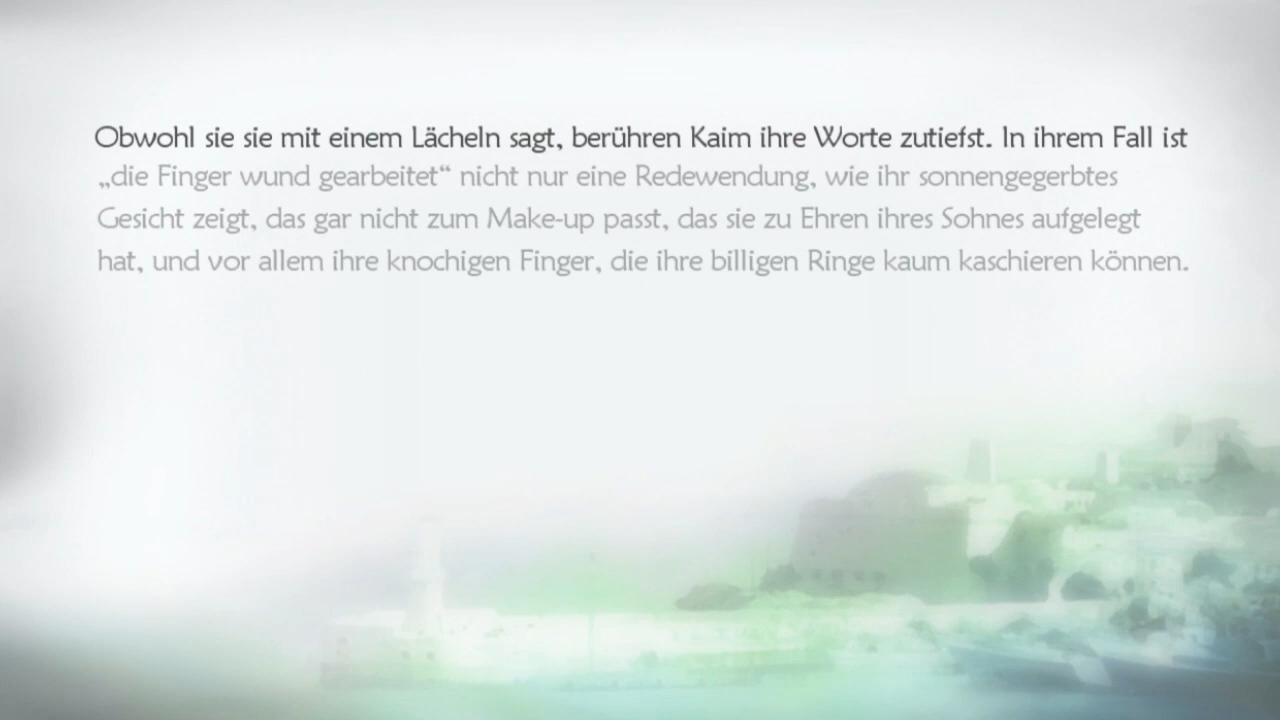 Obwohl sie sie mit einem Lächeln sagt, berühren Kaim ihre Worte zutiefst. In ihrem Fall ist
„die Finger wund gearbeitet“ nicht nur eine Redewendung, wie ihr sonnengegerbtes
Gesicht zeigt, das gar nicht zum Make-up passt, das sie zu Ehren ihres Sohnes aufgelegt
hat, und vor allem ihre knochigen Finger, die ihre billigen Ringe kaum kaschieren können.